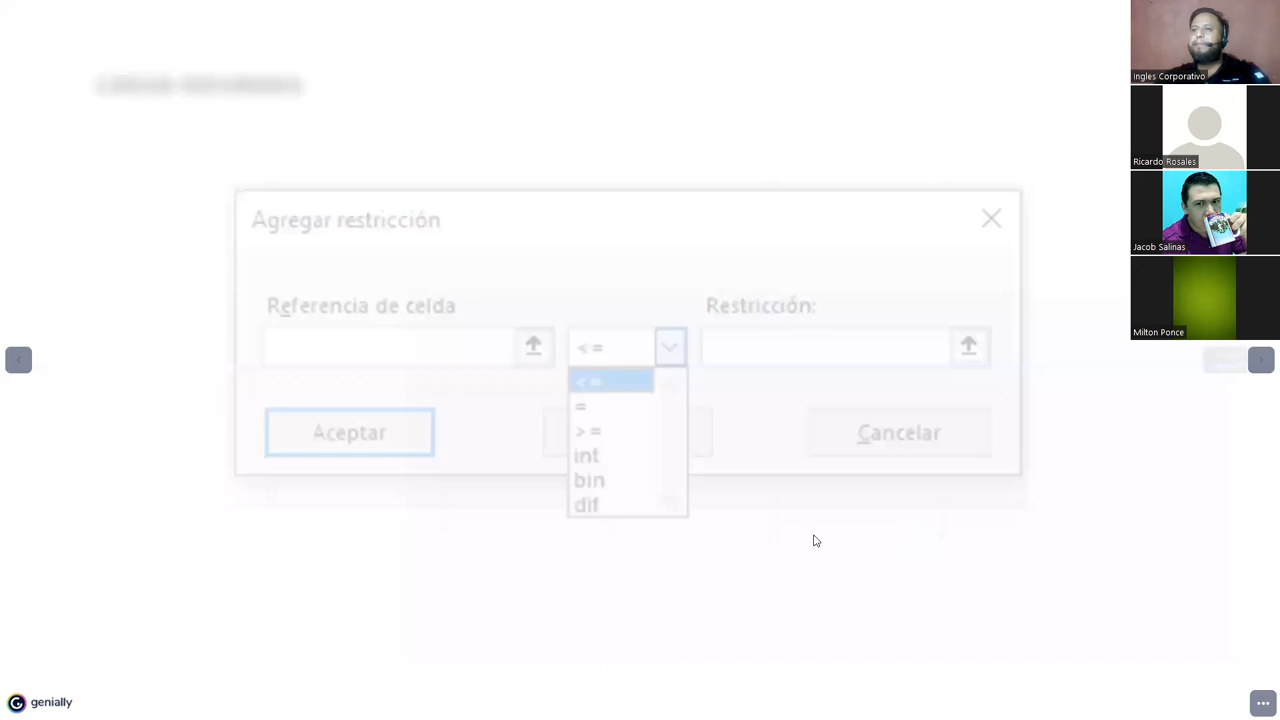 Ingles Corporativo
Ricardo Rosales
Jacob Salinas
Milton Ponce
Agregar restricción
Referencia de celda
Restricción:
<=
<=
=
>=
int
bin
dif
Aceptar
Cancelar
genially